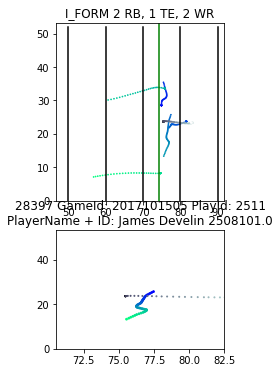 I_FORM 2 RB, 1 TE, 2 WR
50
40
30
20
10
0
50 60 70 80 90
28397 GameId: 2017101505 PlayId: 2511
PlayerName + ID: James Develin 2508101.0
40
20
0
72.5 75.0 77.5 80.0 82.5